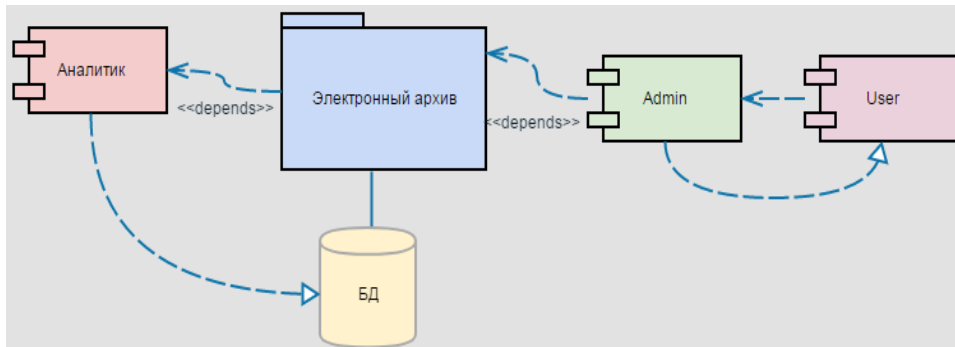 Аналитик
<<depends>>
Электронный архив
<<depends>>
Admin
User
БД